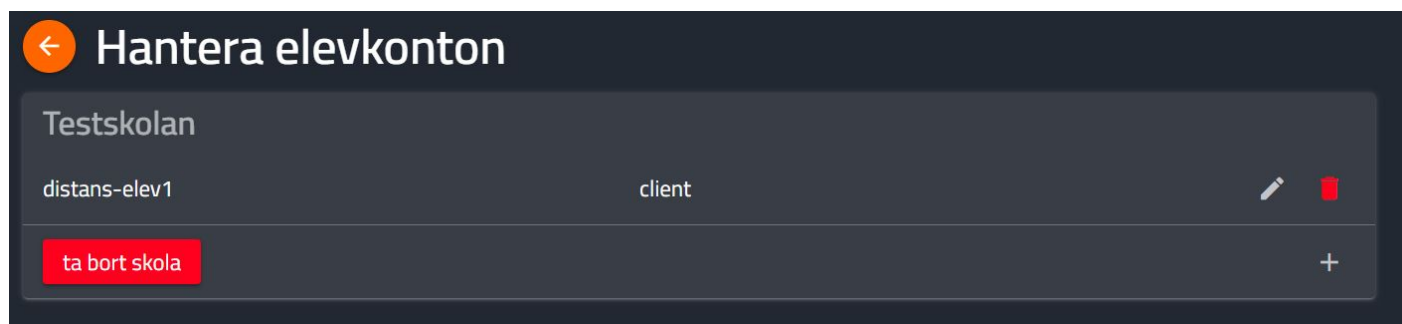 Hantera elevkonton
Testskolan
distans-elev1 client
ta bort skola